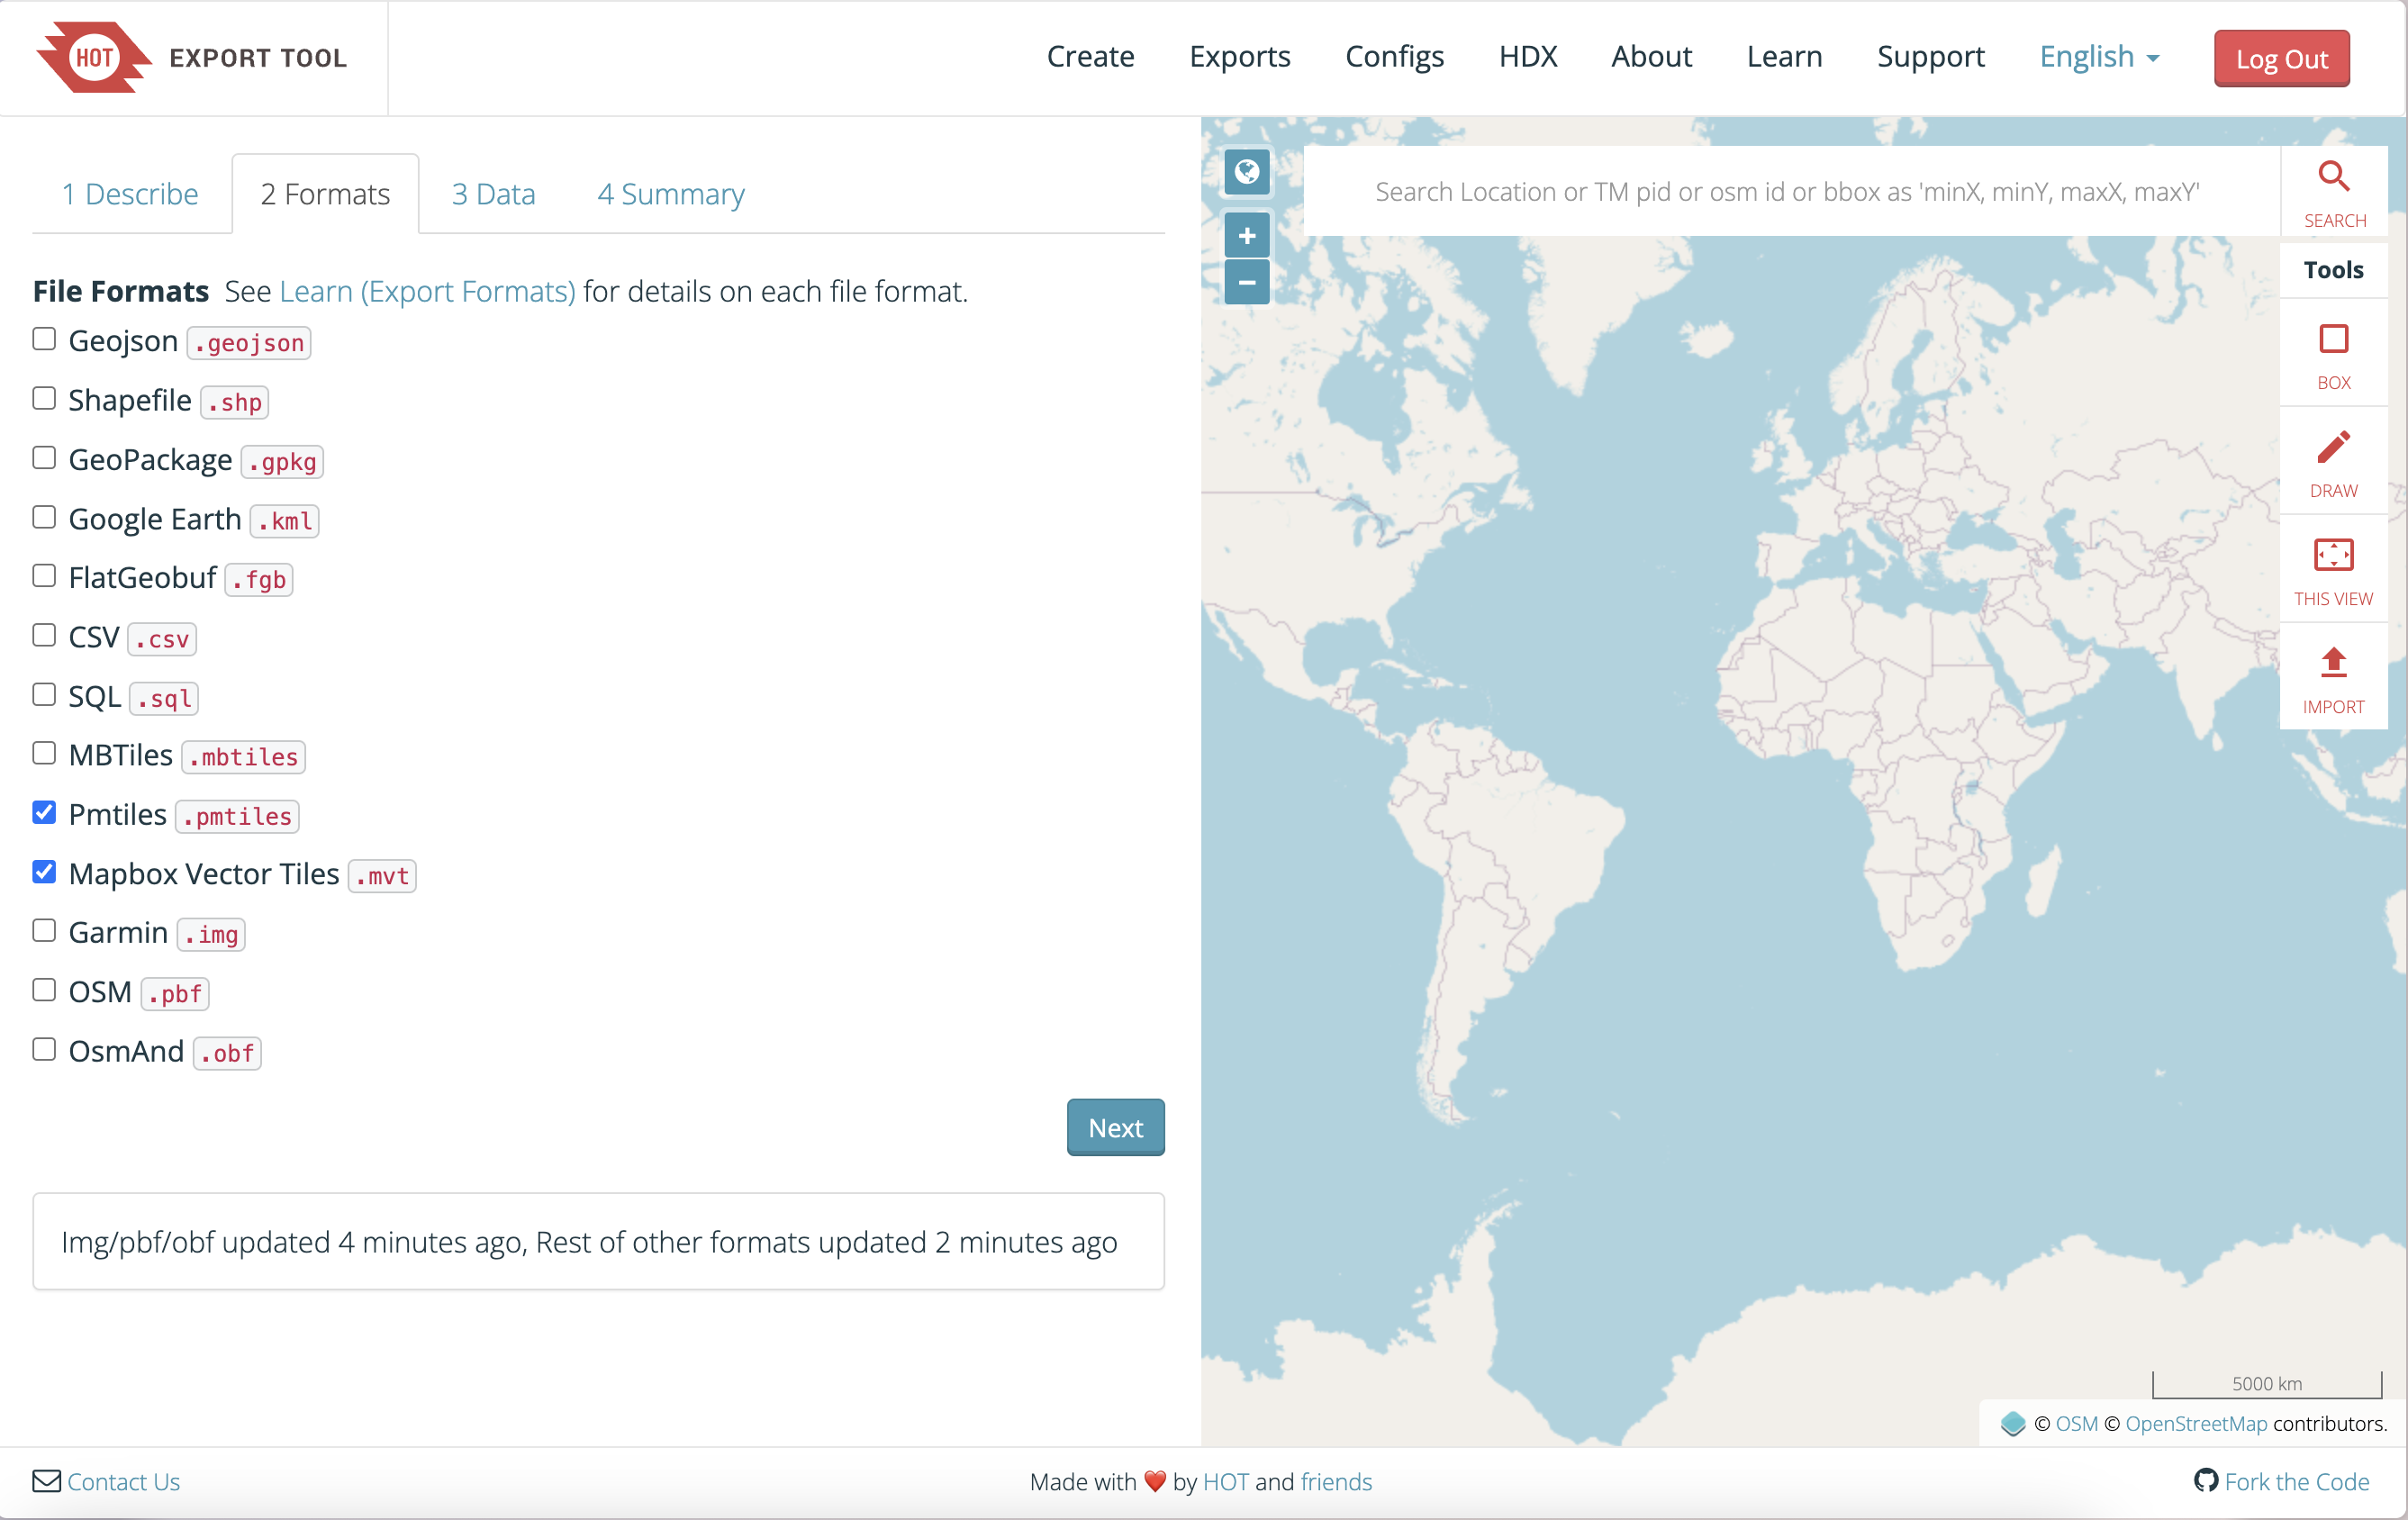 HOT EXPORT TOOL
Create Exports Configs HDX About Learn Support English Log Out
1 Describe 2 Formats 3 Data 4 Summary
File Formats See Learn (Export Formats) for details on each file format.
Geojson .geojson
Shapefile .shp
GeoPackage .gpkg
Google Earth .kml
FlatGeobuf .fgb
CSV .csv
SQL .sql
MBTiles .mbtiles
Pmtiles .pmtiles
Mapbox Vector Tiles .mvt
Garmin .img
OSM .pbf
OsmAnd .obf
Next
Img/pbf/obf updated 4 minutes ago, Rest of other formats updated 2 minutes ago
+
−
Search Location or TM pid or osm id or bbox as 'minX, minY, maxX, maxY'
SEARCH
Tools
BOX
DRAW
THIS VIEW
IMPORT
5000 km
© OSM © OpenStreetMap contributors.
Contact Us
Made with ❤️ by HOT and friends
Fork the Code